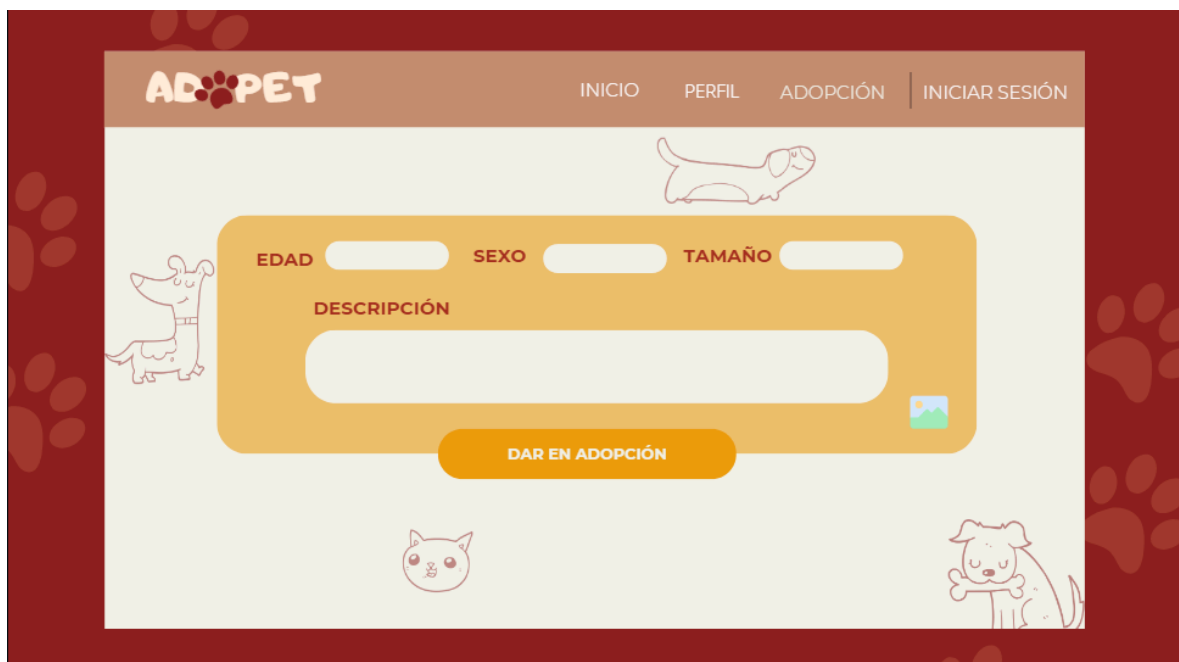 ADOPET
INICIO PERFIL ADOPCIÓN INICIAR SESIÓN
EDAD SEXO TAMAÑO
DESCRIPCIÓN
DAR EN ADOPCIÓN